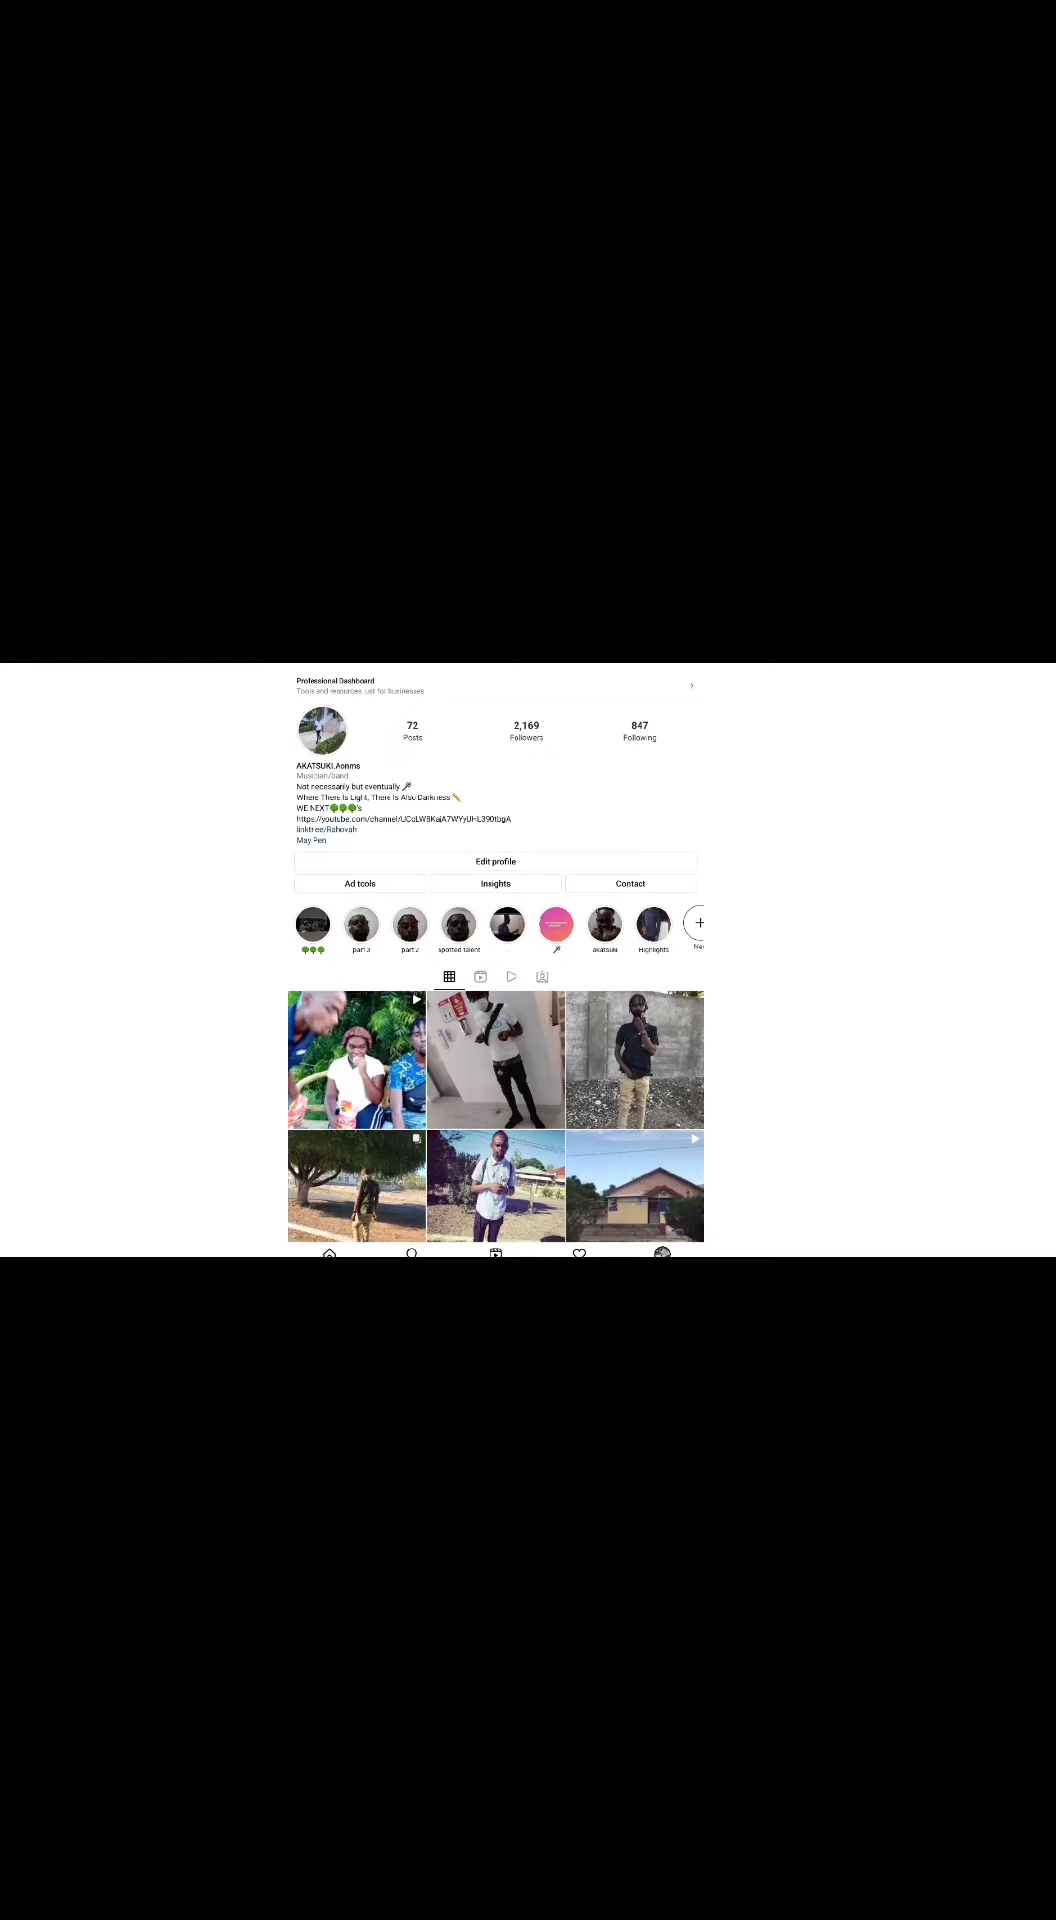 Professional Dashboard
Tools and resources just for businesses
72
Posts
2,169
Followers
847
Following
AKATSUKI.Aonms
Musician/band
Not necessarily but eventually 🎤
Where There Is Light, There Is Also Darkness ✏️
WE NEXT🌳🌳🌳's
linktree/Rahovah
May Pen
Edit profile
Ad tools
Insights
Contact
🌳🌳🌳
part 3
part 2
spotted talent
🎤
akatsuki
Highlights